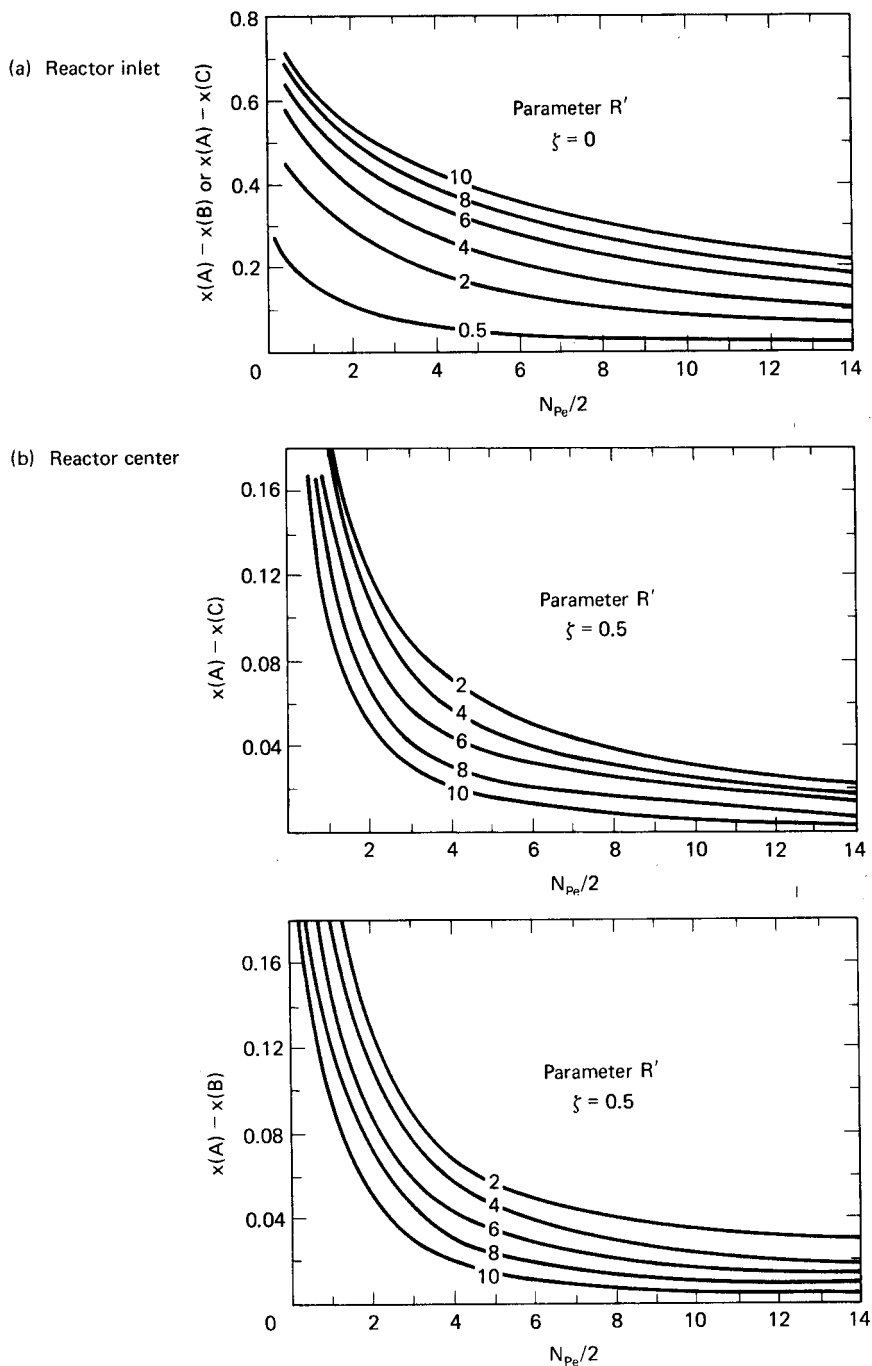 (a) Reactor inlet
x(A) – x(B) or x(A) – x(C)
0.8
0.6
0.4
0.2
0
Parameter R'
ζ = 0
10
8
6
4
2
0.5
2 4 6 8 10 12 14
N_Pe/2
(b) Reactor center
x(A) – x(C)
0.16
0.12
0.08
0.04
Parameter R'
ζ = 0.5
2
4
6
8
10
2 4 6 8 10 12 14
N_Pe/2
x(A) – x(B)
0.16
0.12
0.08
0.04
Parameter R'
ζ = 0.5
2
4
6
8
10
0 2 4 6 8 10 12 14
N_Pe/2